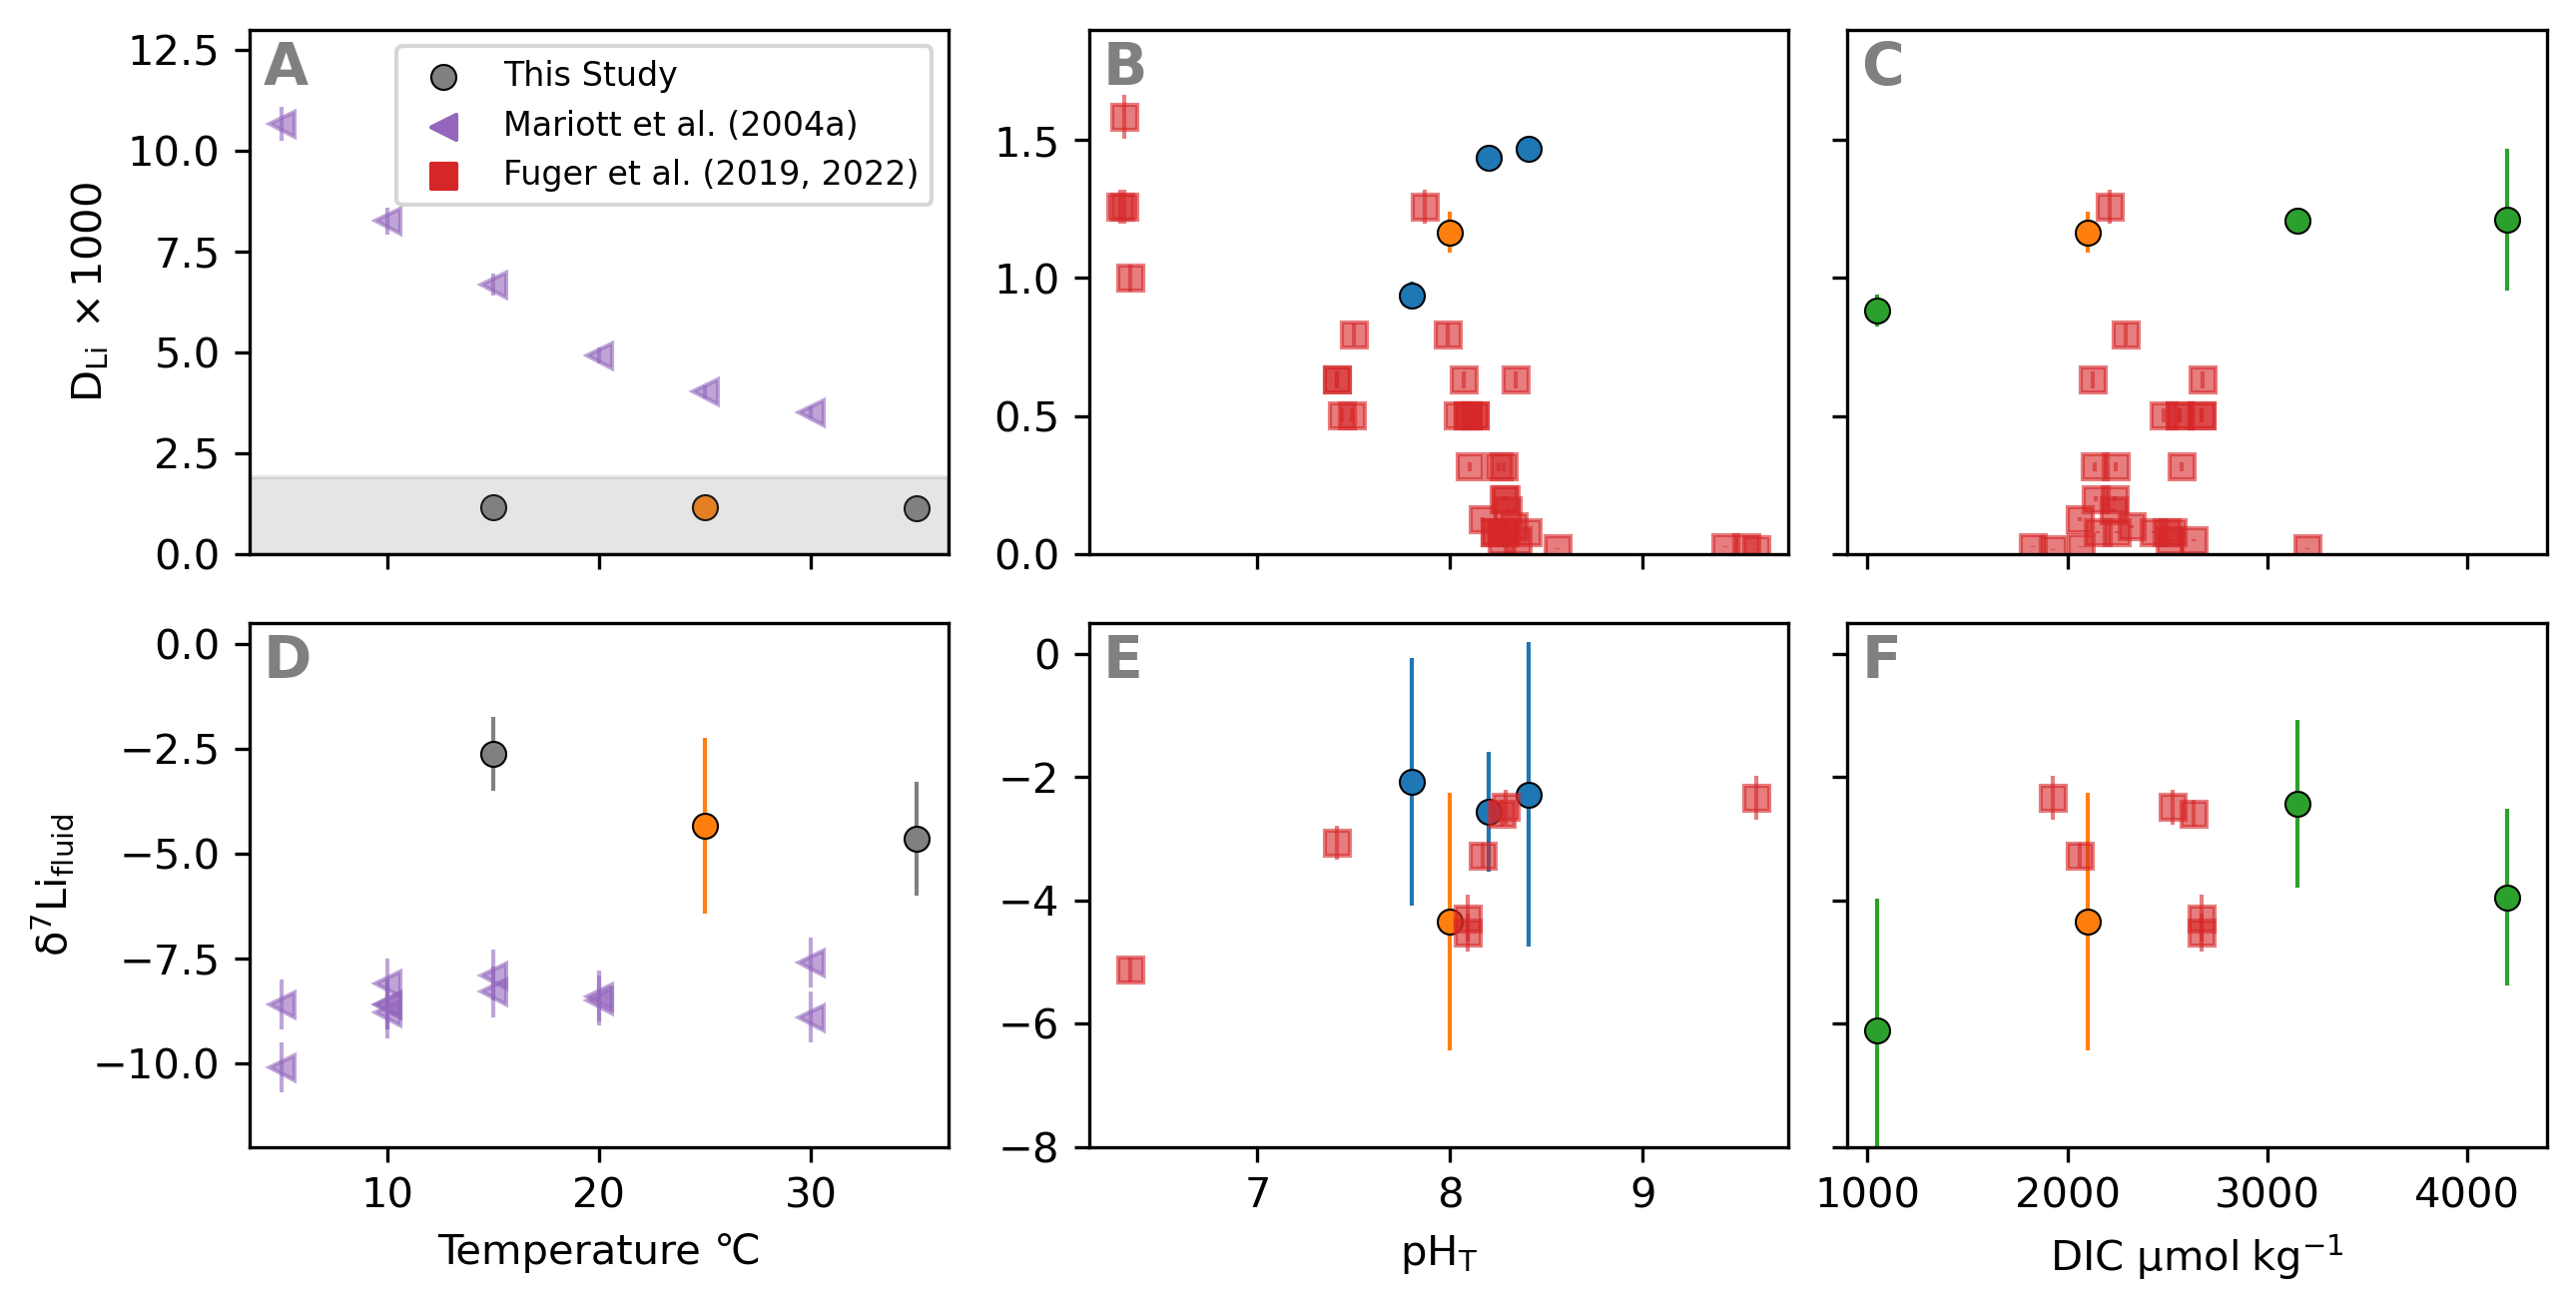 A
B
C
This Study
Mariott et al. (2004a)
Fuger et al. (2019, 2022)
12.5
10.0
7.5
5.0
2.5
0.0
D_Li × 1000
1.5
1.0
0.5
0.0
D
E
F
0.0
−2.5
−5.0
−7.5
−10.0
δ⁷Li_fluid
0
−2
−4
−6
−8
10 20 30
7 8 9
1000 2000 3000 4000
Temperature °C
pH_T
DIC µmol kg⁻¹